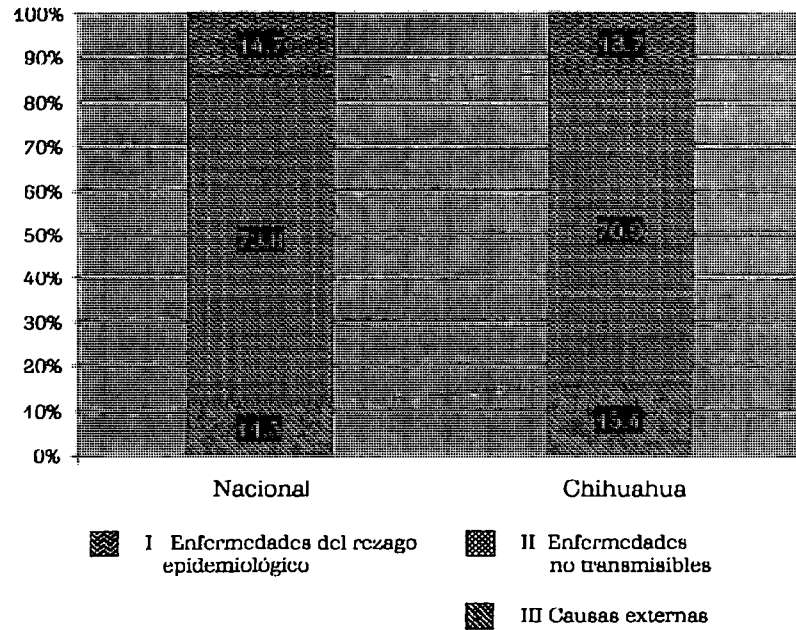 100%
90%
80%
70%
60%
50%
40%
30%
20%
10%
0%
Nacional
Chihuahua
I Enfermedades del rezago
epidemiológico
II Enfermedades
no transmisibles
III Causas externas